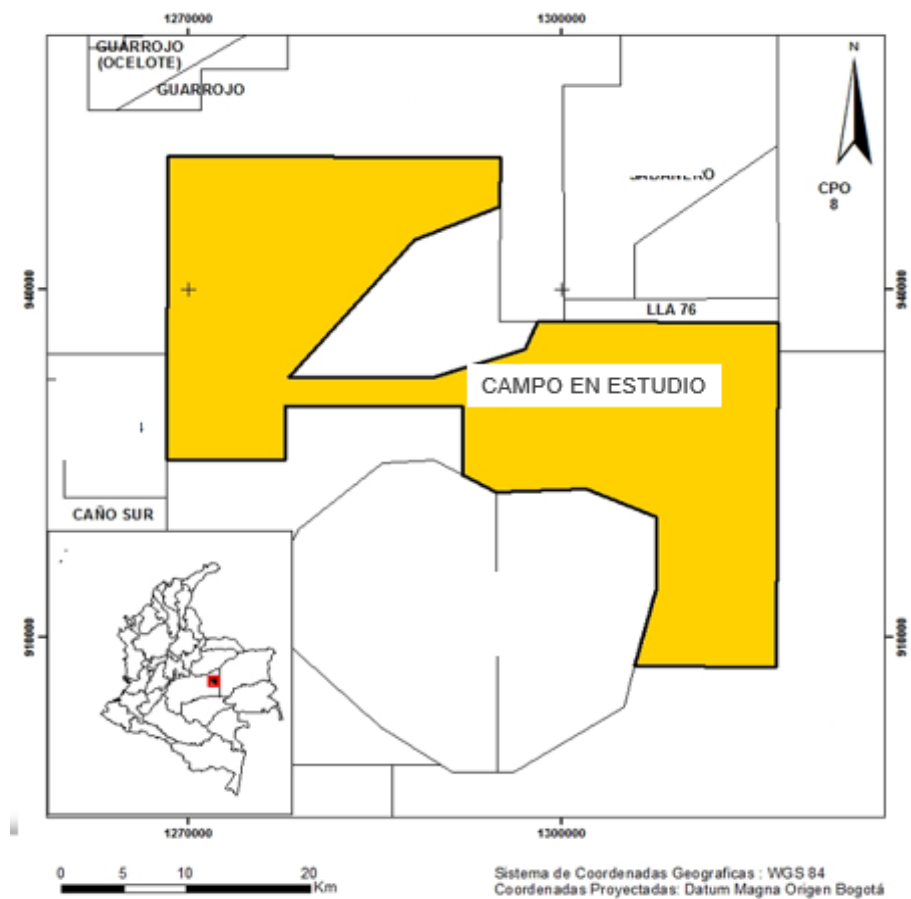 1270000
1300000
GUARROJO
(OCELOTE)
GUARROJO
N
CPO
8
940000
940000
LLA 76
CAMPO EN ESTUDIO
CAÑO SUR
910000
910000
1270000
1300000
0 5 10 20
Km
Sistema de Coordenadas Geograficas : WGS 84
Coordenadas Proyectadas: Datum Magna Origen Bogotá